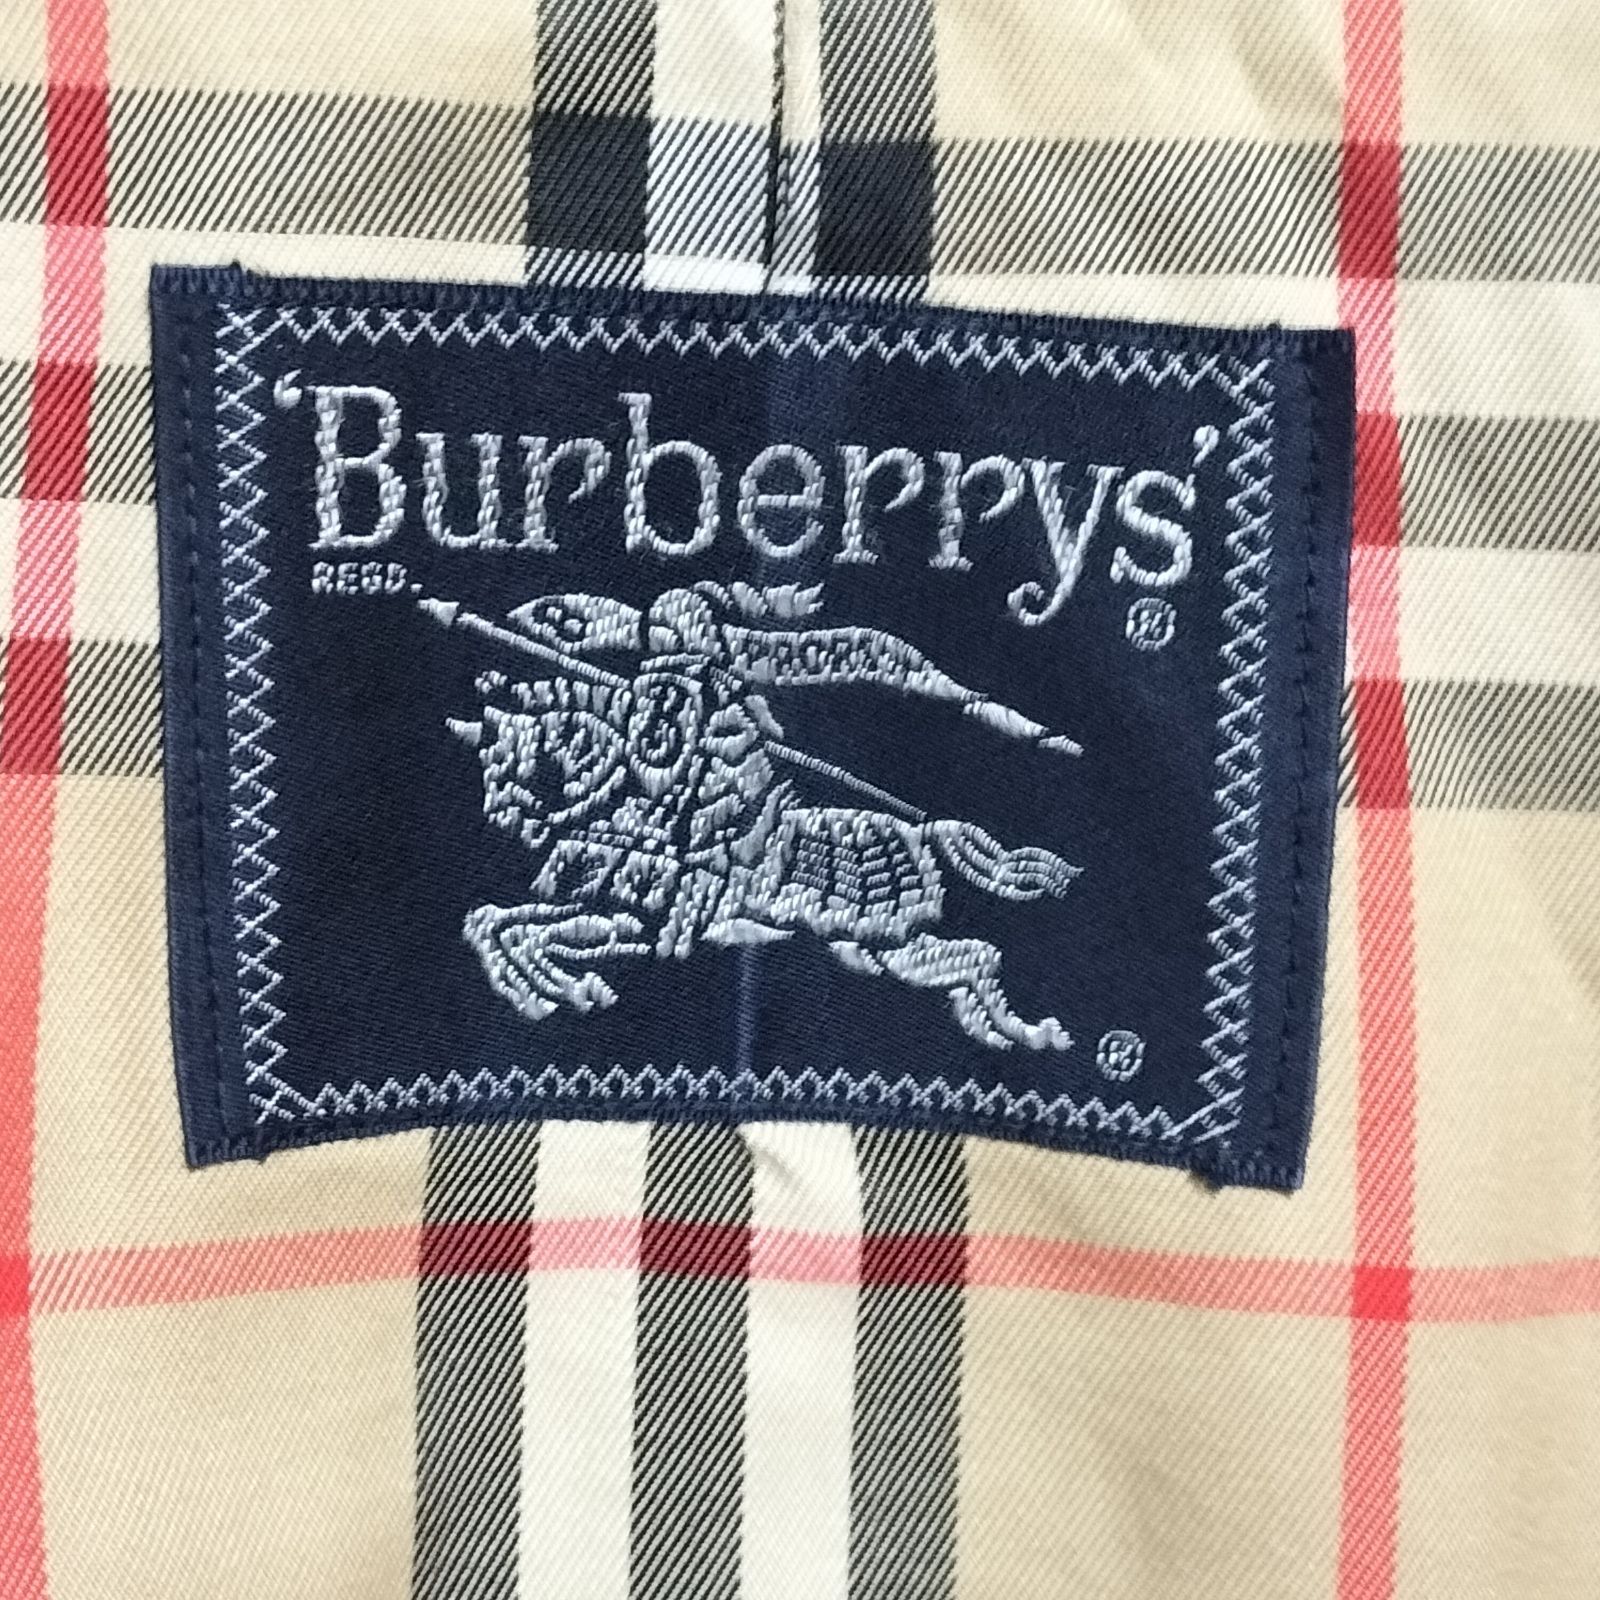 ‘Burberrys’
REGD.
®
PRORSUM
B
®